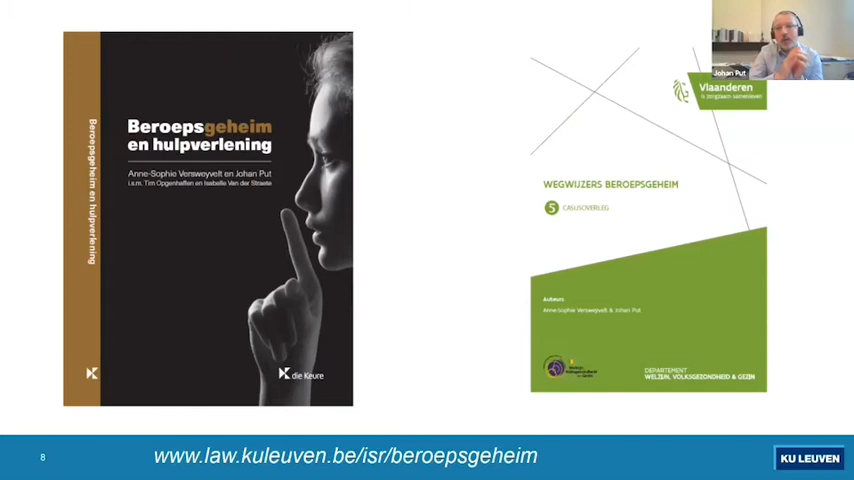 Beroepsgeheim en hulpverlening
Beroepsgeheim
en hulpverlening
Anne-Sophie Versweyvelt en Johan Put
i.s.m. Tim Opgenhaffen en Isabelle Van der Straete
die Keure
Johan Put
Vlaanderen
is zorgzaam samenleven
WEGWIJZERS BEROEPSGEHEIM
5 CASUSOVERLEG
Auteurs
Anne-Sophie Versweyvelt & Johan Put
DEPARTEMENT
WELZIJN, VOLKSGEZONDHEID & GEZIN
8
www.law.kuleuven.be/isr/beroepsgeheim
KU LEUVEN